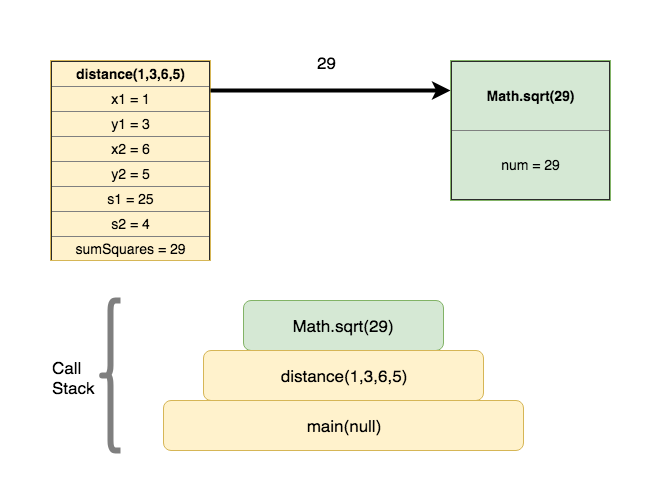 29
distance(1,3,6,5)
x1 = 1
y1 = 3
x2 = 6
y2 = 5
s1 = 25
s2 = 4
sumSquares = 29
Math.sqrt(29)
num = 29
Call
Stack
Math.sqrt(29)
distance(1,3,6,5)
main(null)